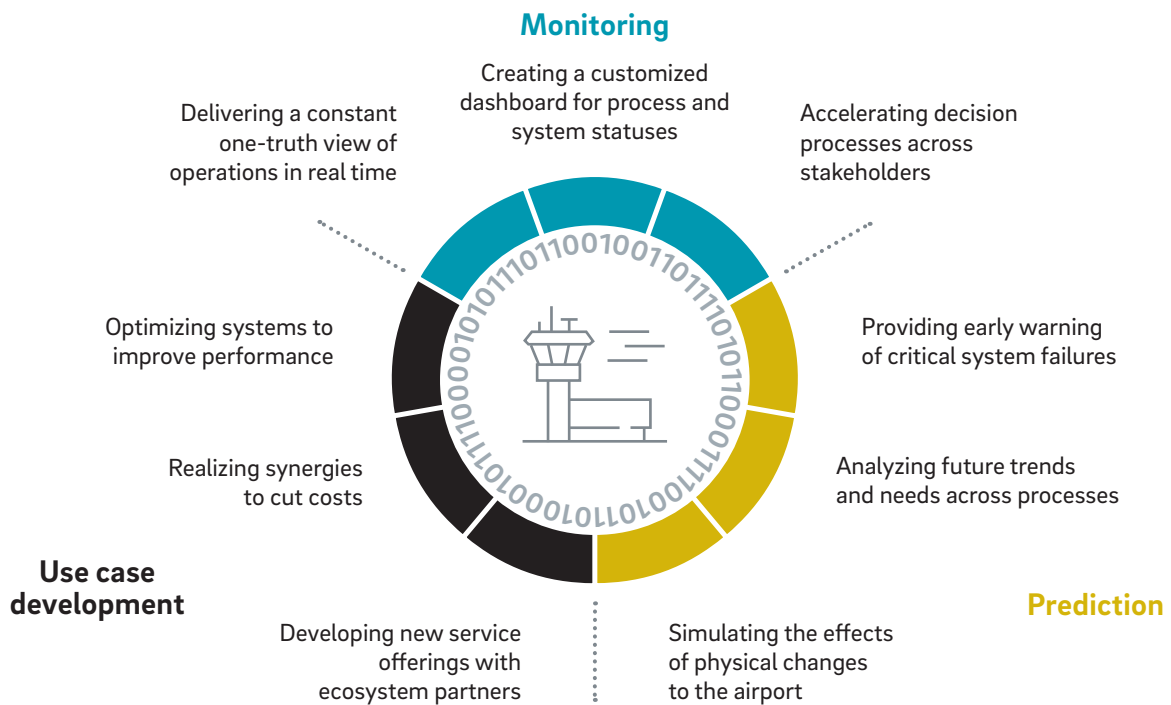 Monitoring
Creating a customized
dashboard for process and
system statuses
Delivering a constant
one-truth view of
operations in real time
Accelerating decision
processes across
stakeholders
Optimizing systems to
improve performance
Providing early warning
of critical system failures
Realizing synergies
to cut costs
Analyzing future trends
and needs across processes
Use case
development
Prediction
Developing new service
offerings with
ecosystem partners
Simulating the effects
of physical changes
to the airport